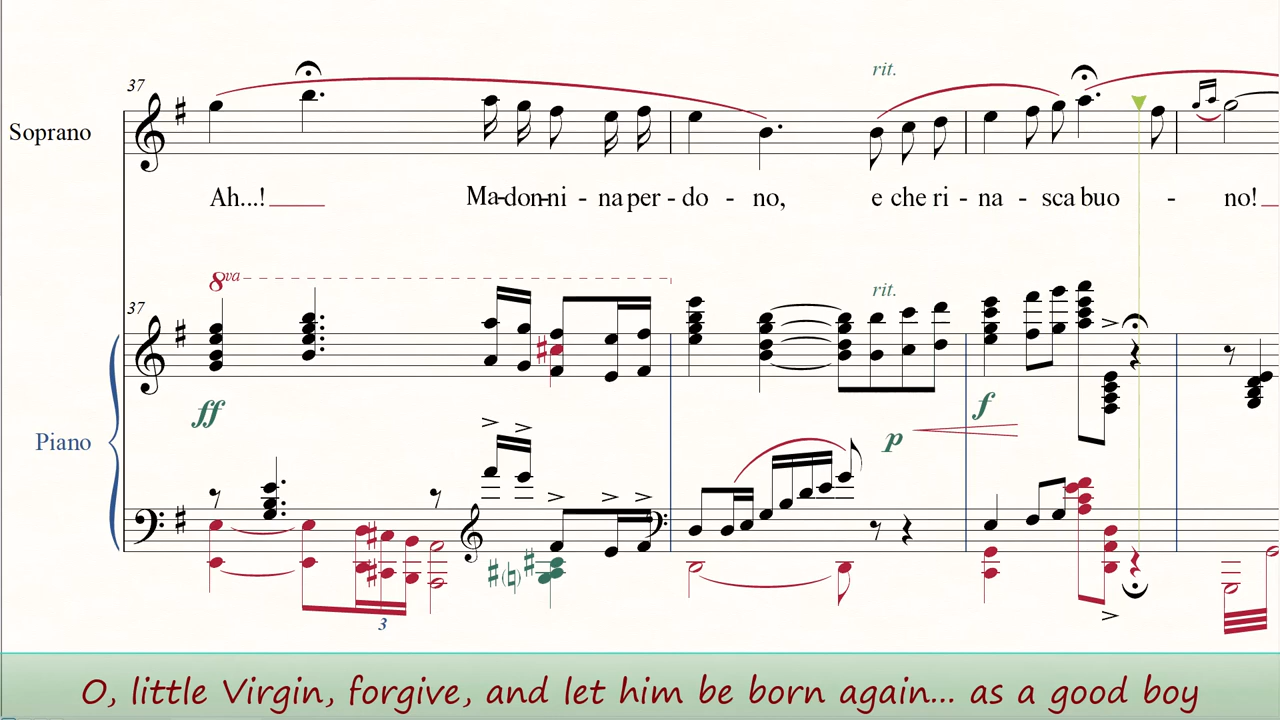 rit.
37
Soprano
Ah...! Ma-don-ni - na per - do - no, e che ri - na - sca buo - no!
8va
rit.
37
ff
f
Piano
p
3
O, little Virgin, forgive, and let him be born again... as a good boy